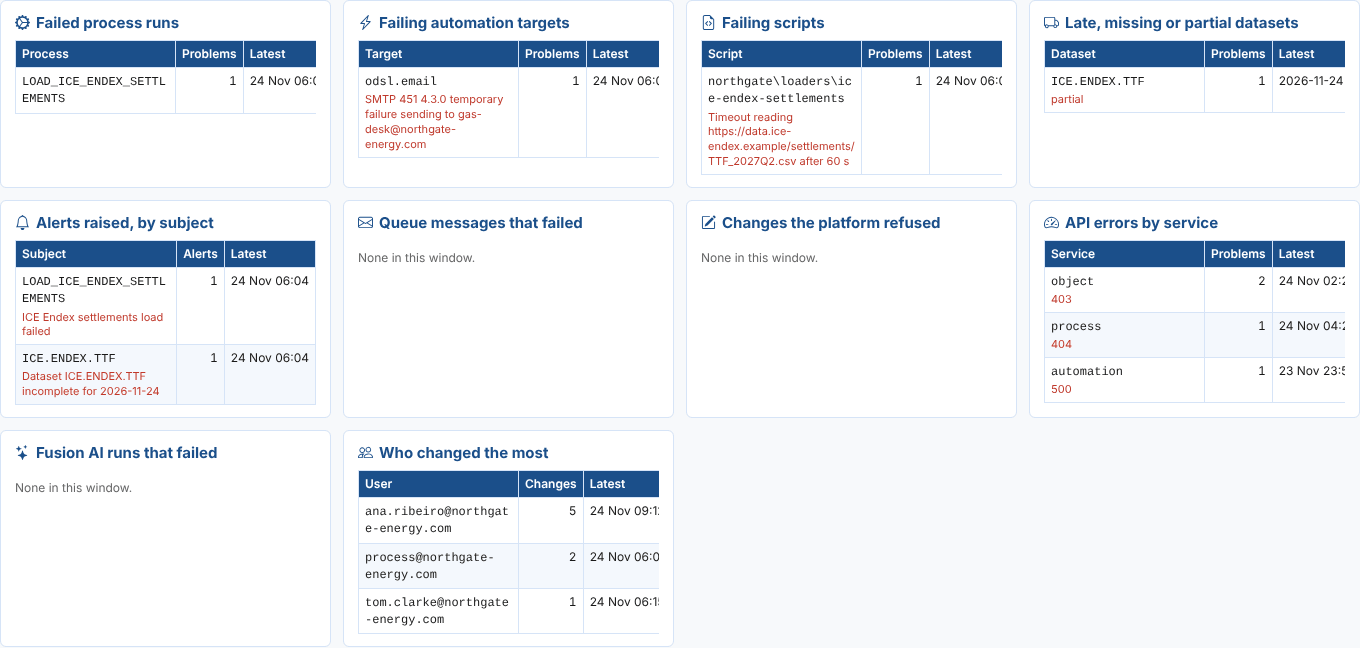 Failed process runs
Process Problems Latest
LOAD_ICE_ENDEX_SETTL 1 24 Nov 06:0
EMENTS
Failing automation targets
Target Problems Latest
odsl.email 1 24 Nov 06:0
SMTP 451 4.3.0 temporary
failure sending to gas-
desk@northgate-
energy.com
Failing scripts
Script Problems Latest
northgate\loaders\ic 1 24 Nov 06:0
e-endex-settlements
Timeout reading
https://data.ice-
endex.example/settlements/
TTF_2027Q2.csv after 60 s
Late, missing or partial datasets
Dataset Problems Latest
ICE.ENDEX.TTF 1 2026-11-24
partial
Alerts raised, by subject
Subject Alerts Latest
LOAD_ICE_ENDEX_SETTL 1 24 Nov 06:04
EMENTS
ICE Endex settlements load
failed
ICE.ENDEX.TTF 1 24 Nov 06:04
Dataset ICE.ENDEX.TTF
incomplete for 2026-11-24
Queue messages that failed
None in this window.
Changes the platform refused
None in this window.
API errors by service
Service Problems Latest
object 2 24 Nov 02:2
403
process 1 24 Nov 04:2
404
automation 1 23 Nov 23:5
500
Fusion AI runs that failed
None in this window.
Who changed the most
User Changes Latest
ana.ribeiro@northgat 5 24 Nov 09:1
e-energy.com
process@northgate- 2 24 Nov 06:0
energy.com
tom.clarke@northgate 1 24 Nov 06:1
-energy.com